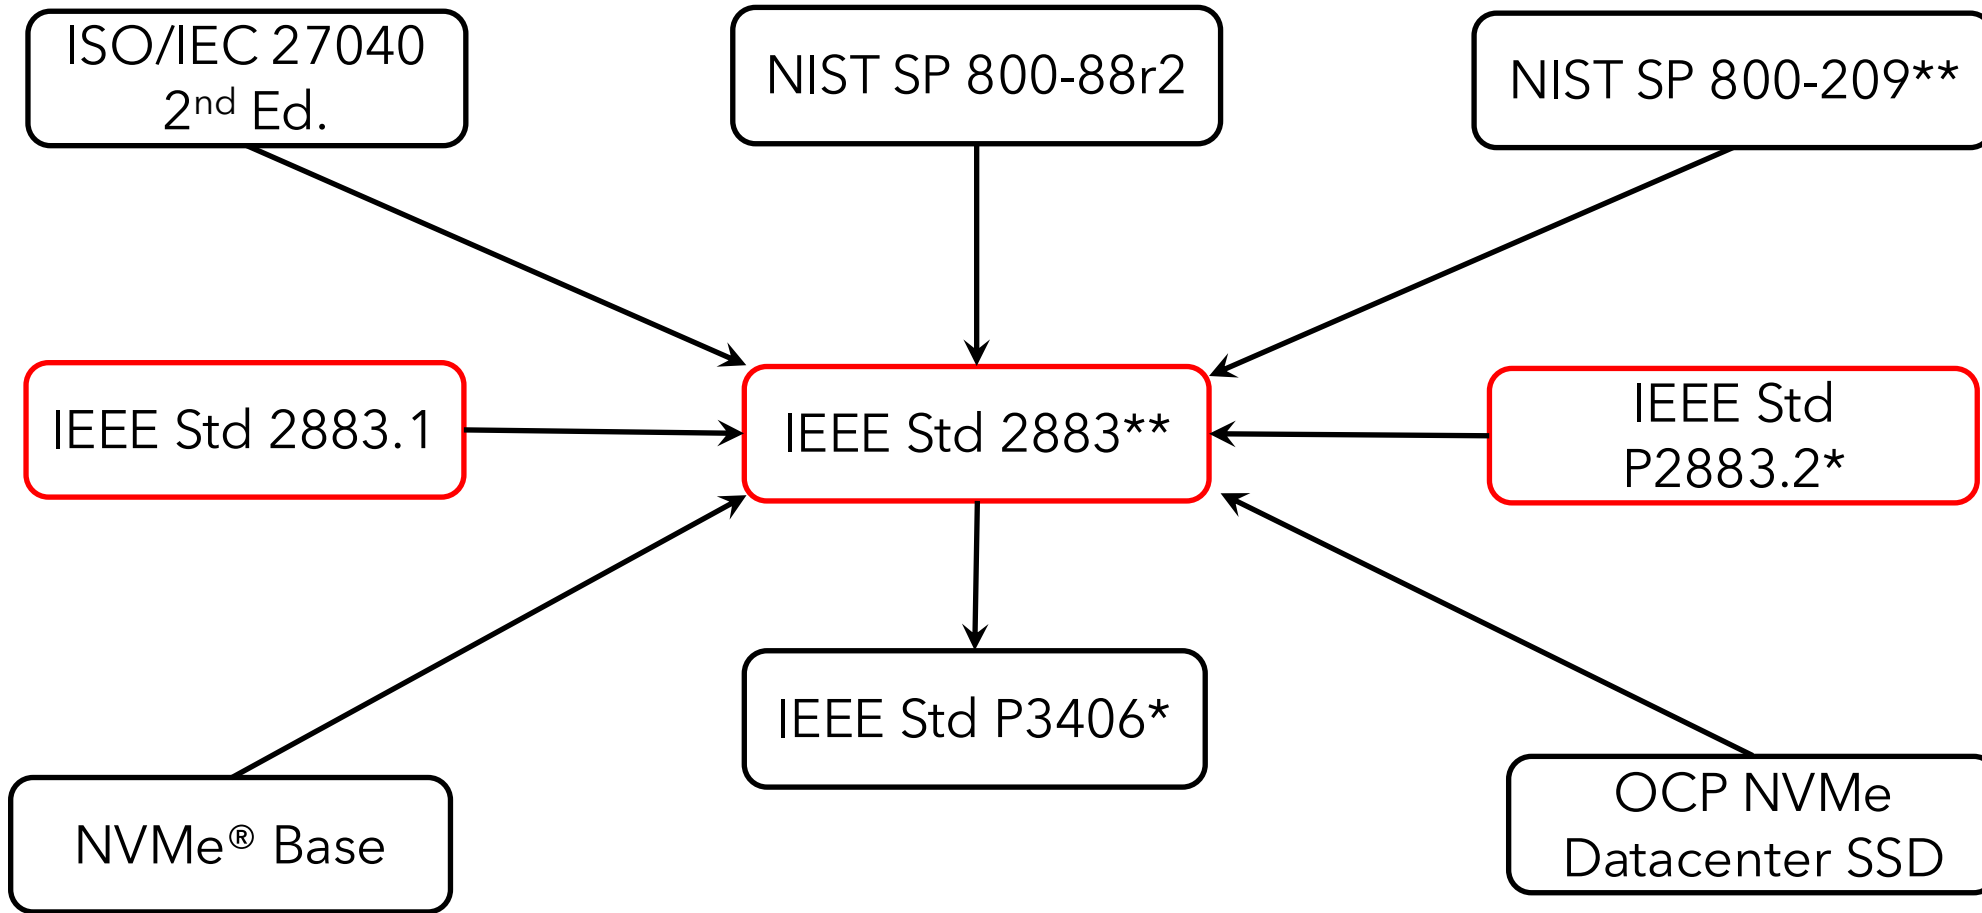 ISO/IEC 27040
2nd Ed.
NIST SP 800-88r2
NIST SP 800-209**
IEEE Std 2883.1
IEEE Std 2883**
IEEE Std
P2883.2*
IEEE Std P3406*
NVMe® Base
OCP NVMe
Datacenter SSD